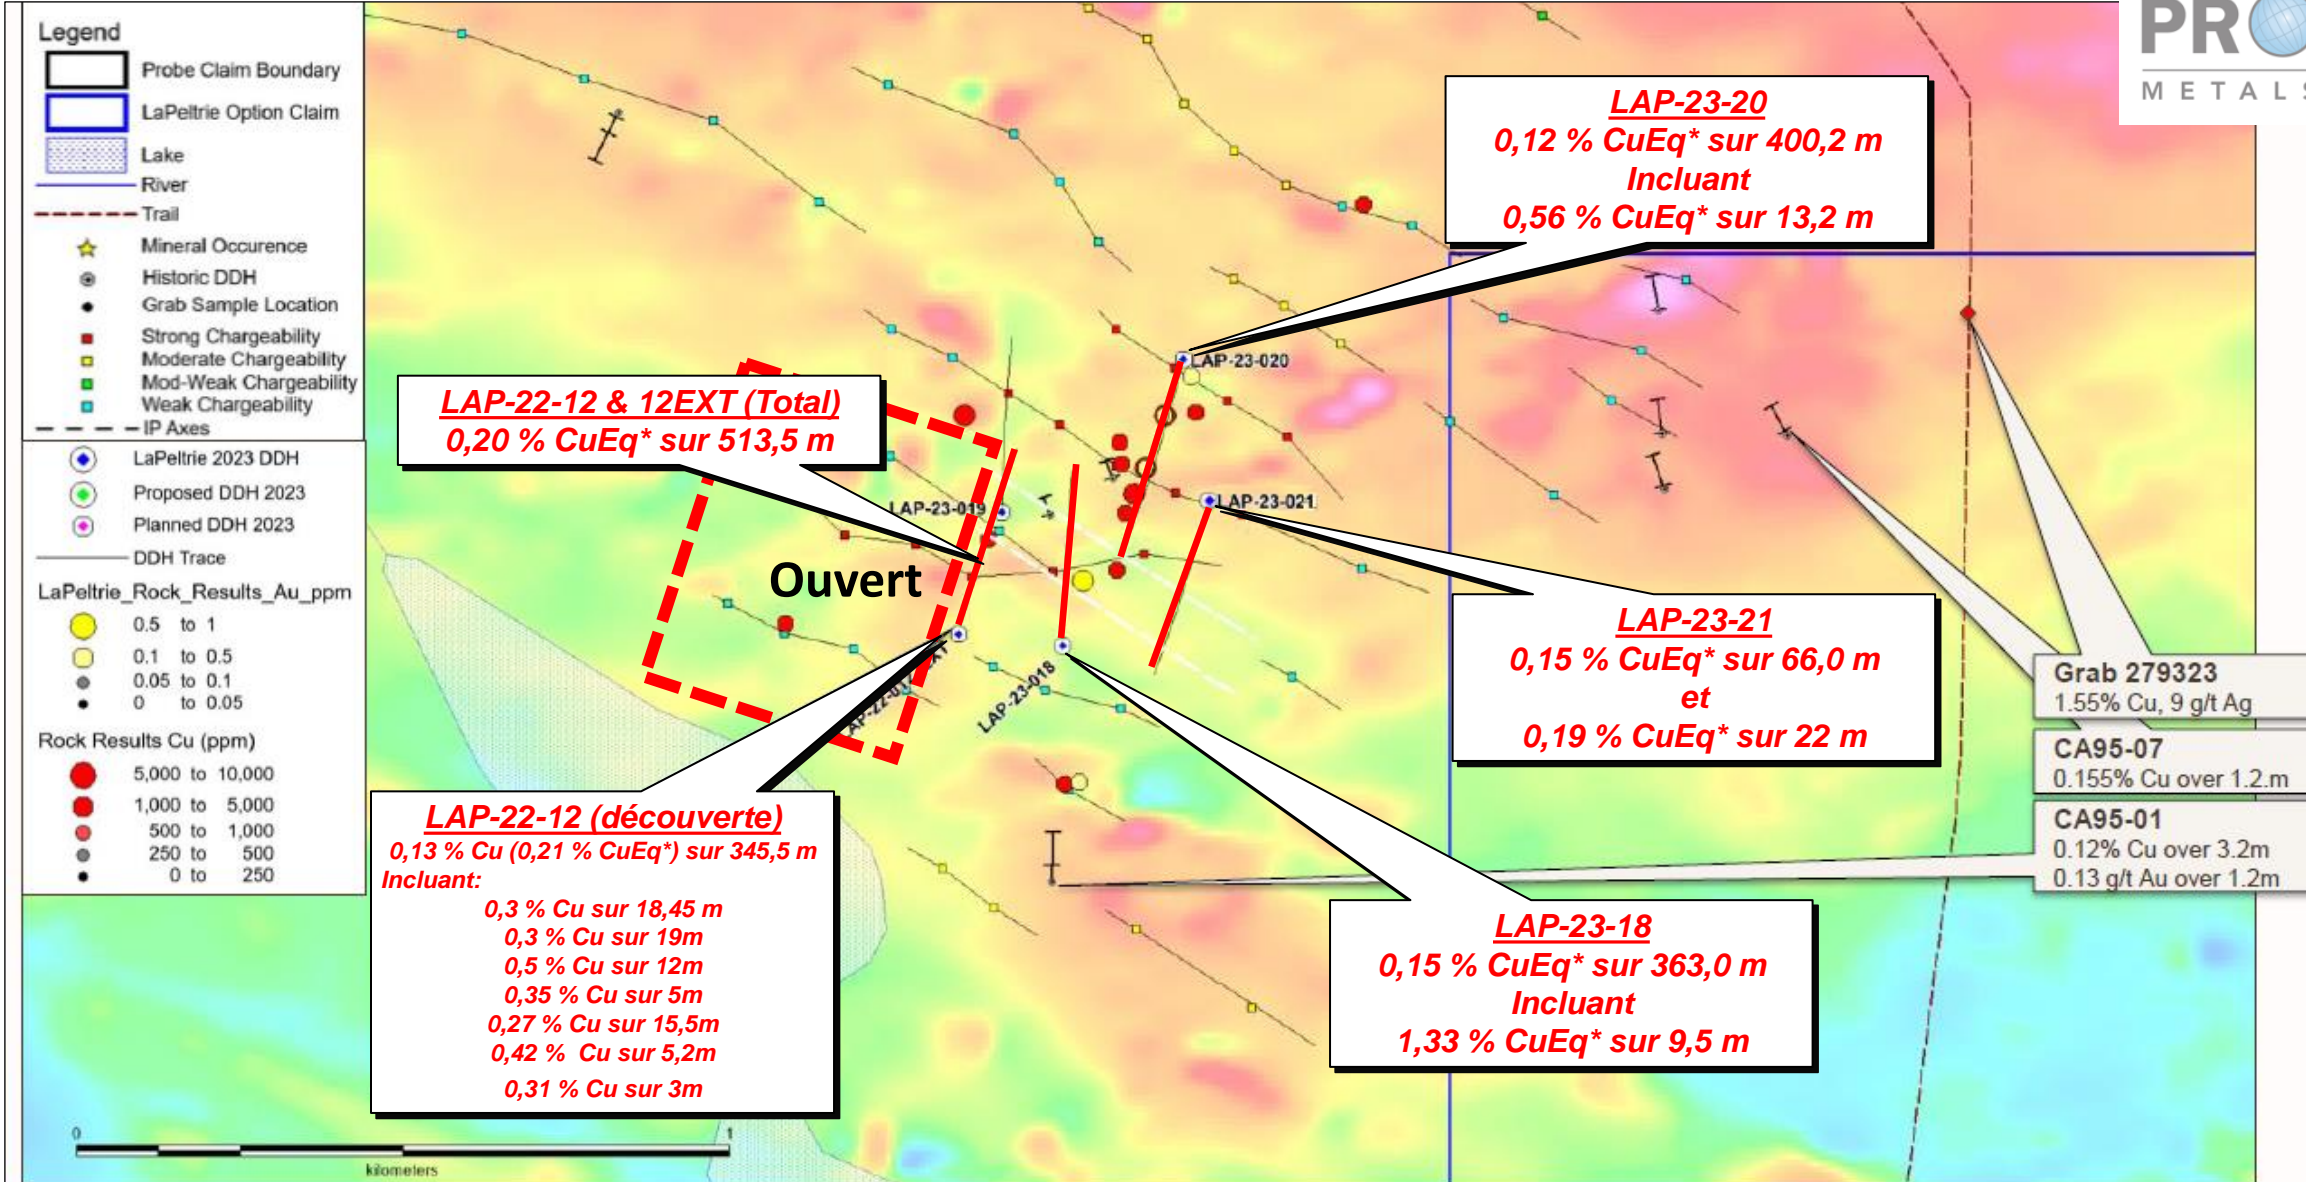 Legend
Probe Claim Boundary
LaPeltrie Option Claim
Lake
River
Trail
Mineral Occurence
Historic DDH
Grab Sample Location
Strong Chargeability
Moderate Chargeability
Mod-Weak Chargeability
Weak Chargeability
IP Axes
LaPeltrie 2023 DDH
Proposed DDH 2023
Planned DDH 2023
DDH Trace
LaPeltrie_Rock_Results_Au_ppm
0.5 to 1
0.1 to 0.5
0.05 to 0.1
0 to 0.05
Rock Results Cu (ppm)
5,000 to 10,000
1,000 to 5,000
500 to 1,000
250 to 500
0 to 250
0 1
kilometers
METALS
LAP-23-20
0,12 % CuEq* sur 400,2 m
Incluant
0,56 % CuEq* sur 13,2 m
LAP-22-12 & 12EXT (Total)
0,20 % CuEq* sur 513,5 m
LAP-23-020
LAP-23-019
LAP-23-021
LAP-23-018
Ouvert
LAP-23-21
0,15 % CuEq* sur 66,0 m
et
0,19 % CuEq* sur 22 m
Grab 279323
1.55% Cu, 9 g/t Ag
CA95-07
0.155% Cu over 1.2.m
CA95-01
0.12% Cu over 3.2m
0.13 g/t Au over 1.2m
LAP-22-12 (découverte)
0,13 % Cu (0,21 % CuEq*) sur 345,5 m
Incluant:
0,3 % Cu sur 18,45 m
0,3 % Cu sur 19m
0,5 % Cu sur 12m
0,35 % Cu sur 5m
0,27 % Cu sur 15,5m
0,42 % Cu sur 5,2m
0,31 % Cu sur 3m
LAP-23-18
0,15 % CuEq* sur 363,0 m
Incluant
1,33 % CuEq* sur 9,5 m